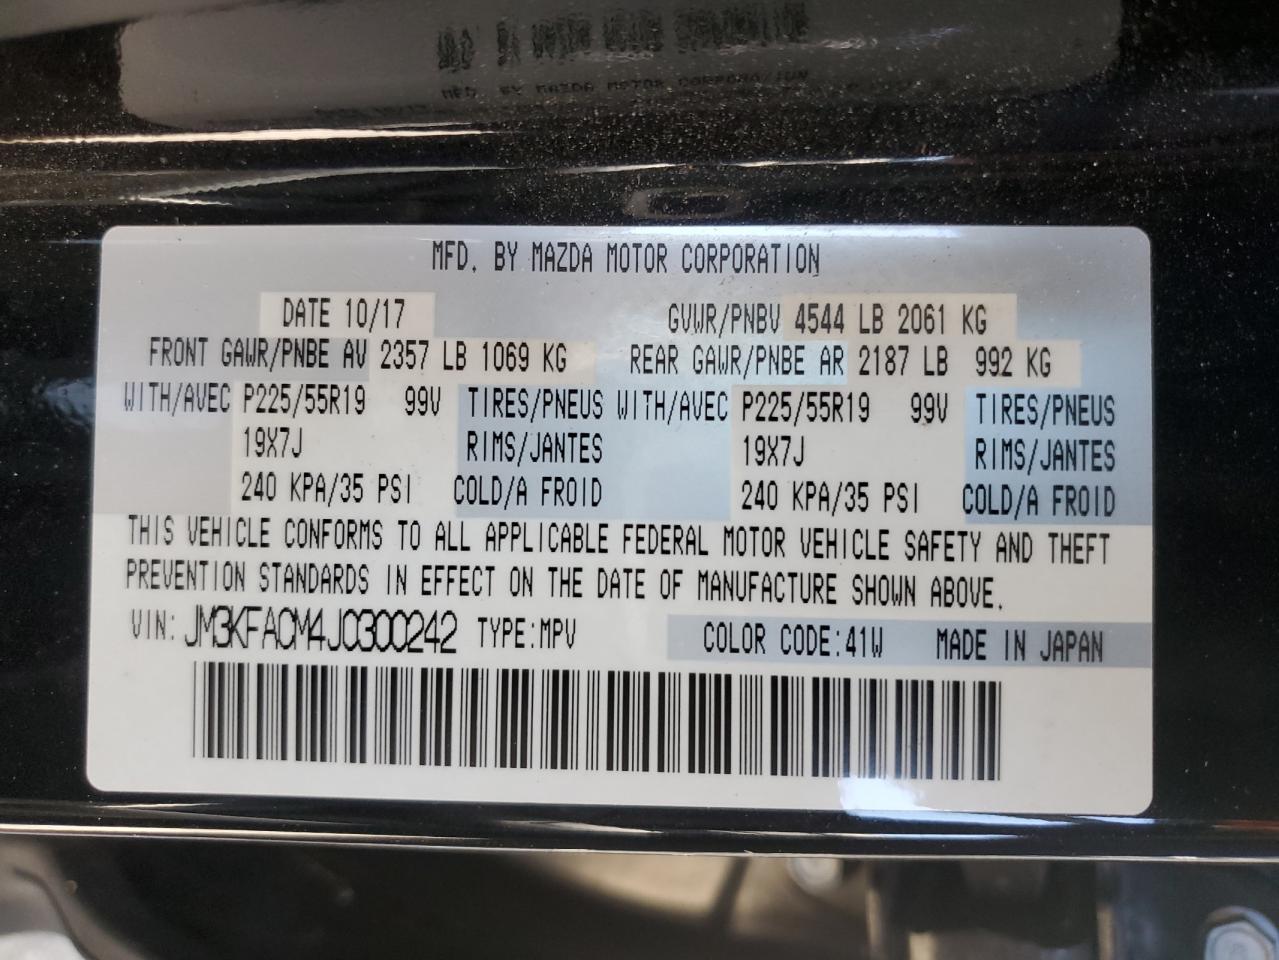 MFD. BY MAZDA MOTOR CORPORATION
MFD. BY MAZDA MOTOR CORPORATION
DATE 10/17 GVWR/PNBV 4544 LB 2061 KG
FRONT GAWR/PNBE AV 2357 LB 1069 KG REAR GAWR/PNBE AR 2187 LB 992 KG
WITH/AVEC P225/55R19 99V TIRES/PNEUS WITH/AVEC P225/55R19 99V TIRES/PNEUS
19X7J RIMS/JANTES 19X7J RIMS/JANTES
240 KPA/35 PSI COLD/A FROID 240 KPA/35 PSI COLD/A FROID
THIS VEHICLE CONFORMS TO ALL APPLICABLE FEDERAL MOTOR VEHICLE SAFETY AND THEFT
PREVENTION STANDARDS IN EFFECT ON THE DATE OF MANUFACTURE SHOWN ABOVE.
VIN: JM3KFACM4J0300242 TYPE:MPV COLOR CODE:41W MADE IN JAPAN